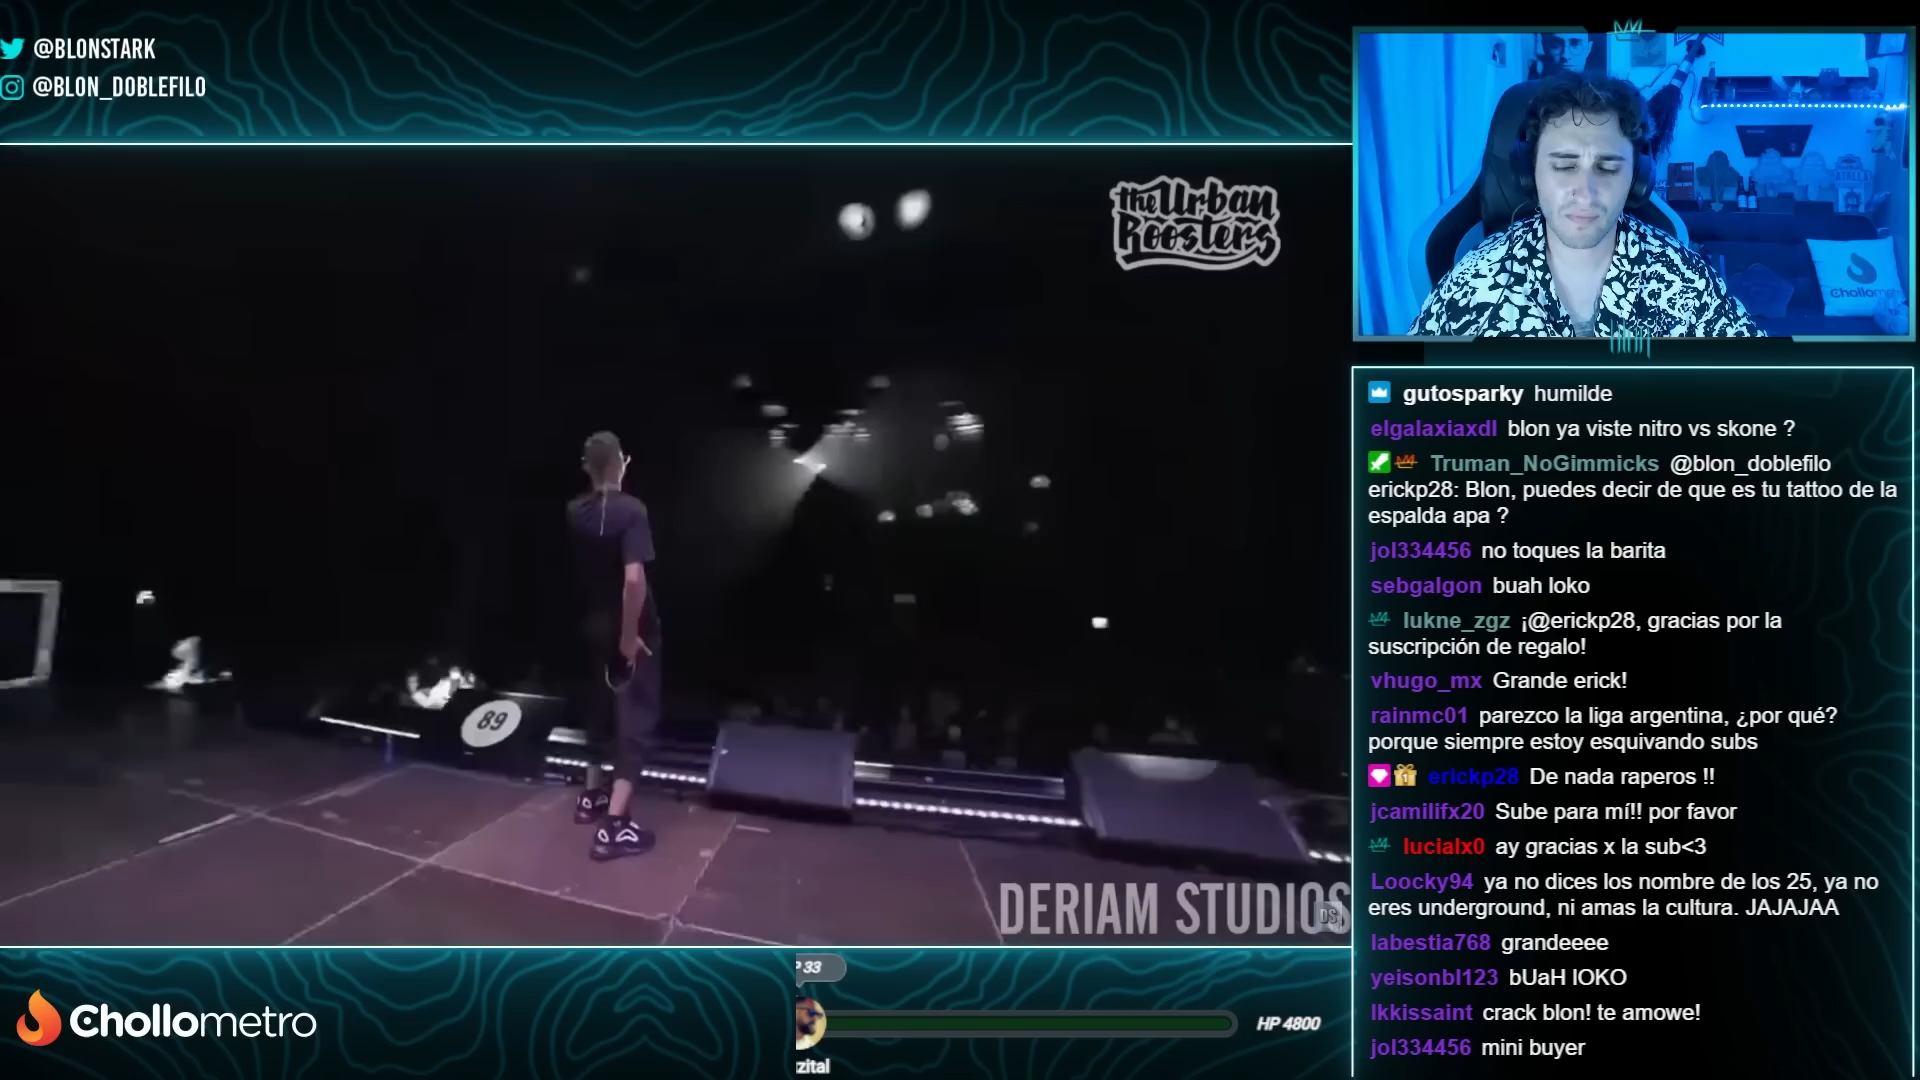 @BLONSTARK
@BLON_DOBLEFILO
the Urban
Roosters
89
DERIAM STUDIOS
DS
Chollometro
P 33
HP 4800
zital
gutosparky humilde
elgalaxiaxdl blon ya viste nitro vs skone ?
Truman_NoGimmicks @blon_doblefilo
erickp28: Blon, puedes decir de que es tu tattoo de la
espalda apa ?
jol334456 no toques la barita
sebgalgon buah loko
lukne_zgz ¡@erickp28, gracias por la
suscripción de regalo!
vhugo_mx Grande erick!
rainmc01 parezco la liga argentina, ¿por qué?
porque siempre estoy esquivando subs
1 erickp28 De nada raperos !!
jcamilifx20 Sube para mí!! por favor
lucialx0 ay gracias x la sub<3
Loocky94 ya no dices los nombre de los 25, ya no
eres underground, ni amas la cultura. JAJAJAA
labestia768 grandeeee
yeisonbl123 bUaH lOKO
lkkissaint crack blon! te amowe!
jol334456 mini buyer